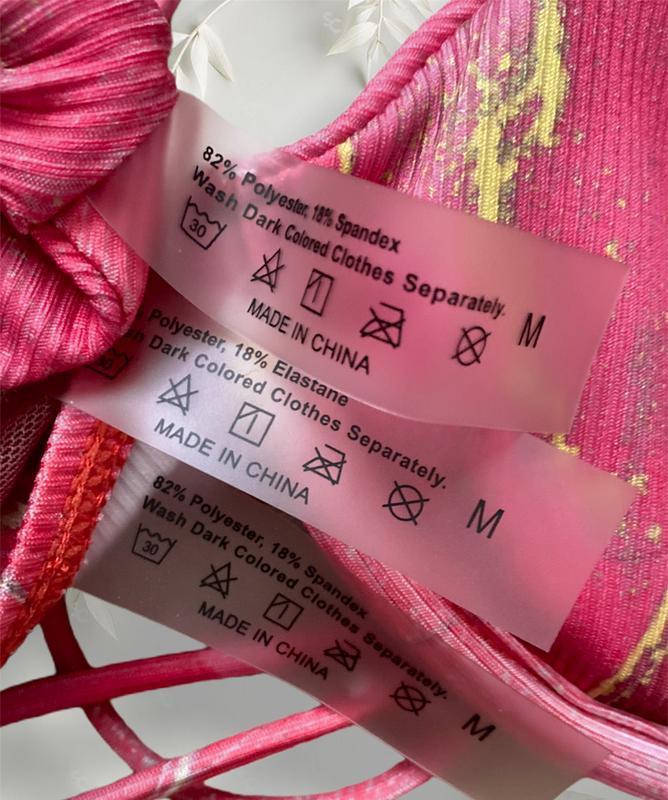 82% Polyester, 18% Spandex
Wash Dark Colored Clothes Separately.
30
M
MADE IN CHINA
Polyester, 18% Elastane
Dark Colored Clothes Separately.
30
M
MADE IN CHINA
82% Polyester, 18% Spandex
Wash Dark Colored Clothes Separately.
30
M
MADE IN CHINA